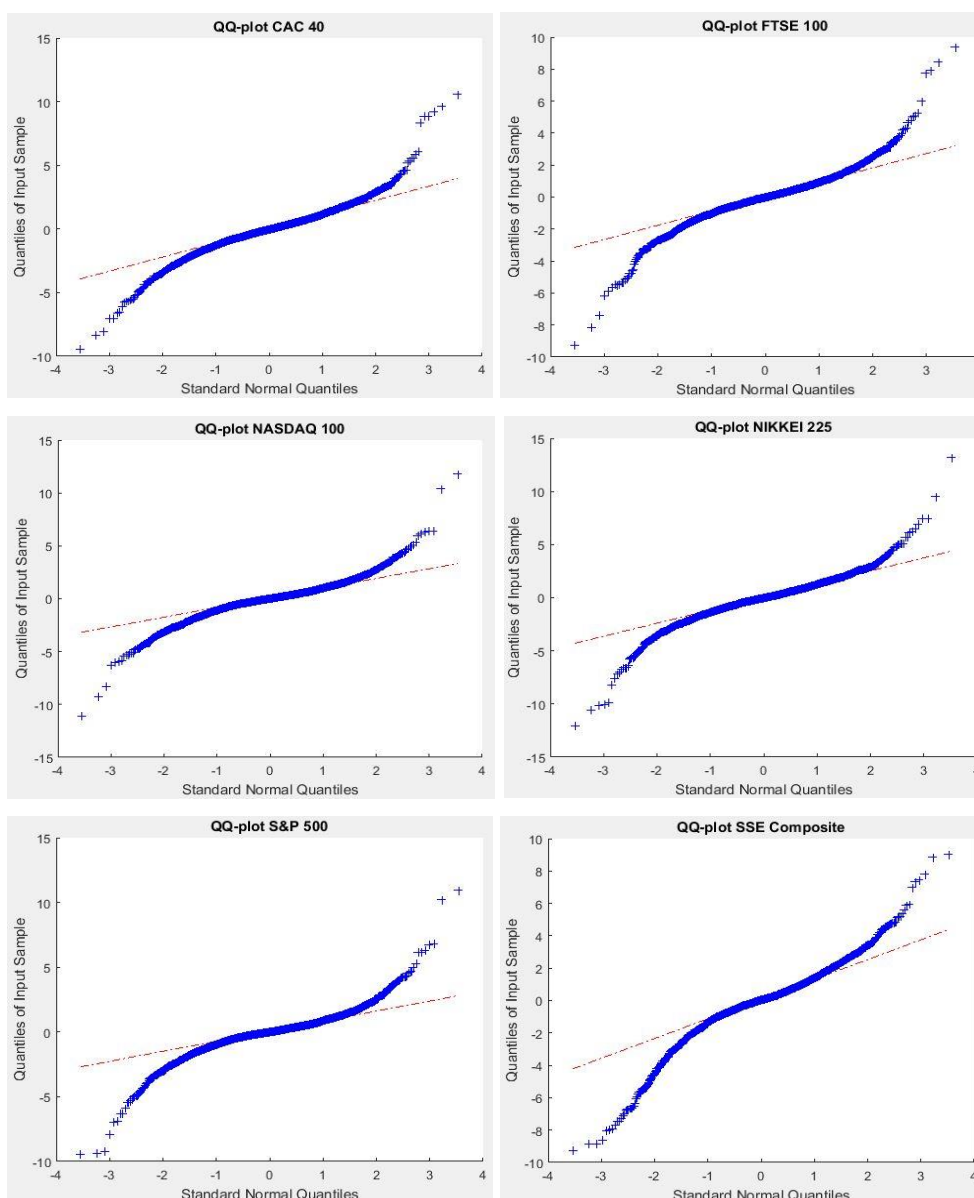 QQ-plot CAC 40
15
10
5
0
-5
-10
Quantiles of Input Sample
-4 -3 -2 -1 0 1 2 3 4
Standard Normal Quantiles
QQ-plot FTSE 100
10
8
6
4
2
0
-2
-4
-6
-8
-10
Quantiles of Input Sample
-4 -3 -2 -1 0 1 2 3 4
Standard Normal Quantiles
QQ-plot NASDAQ 100
15
10
5
0
-5
-10
-15
Quantiles of Input Sample
-4 -3 -2 -1 0 1 2 3 4
Standard Normal Quantiles
QQ-plot NIKKEI 225
15
10
5
0
-5
-10
-15
Quantiles of Input Sample
-4 -3 -2 -1 0 1 2 3 4
Standard Normal Quantiles
QQ-plot S&P 500
15
10
5
0
-5
-10
Quantiles of Input Sample
-4 -3 -2 -1 0 1 2 3 4
Standard Normal Quantiles
QQ-plot SSE Composite
10
8
6
4
2
0
-2
-4
-6
-8
-10
Quantiles of Input Sample
-4 -3 -2 -1 0 1 2 3 4
Standard Normal Quantiles